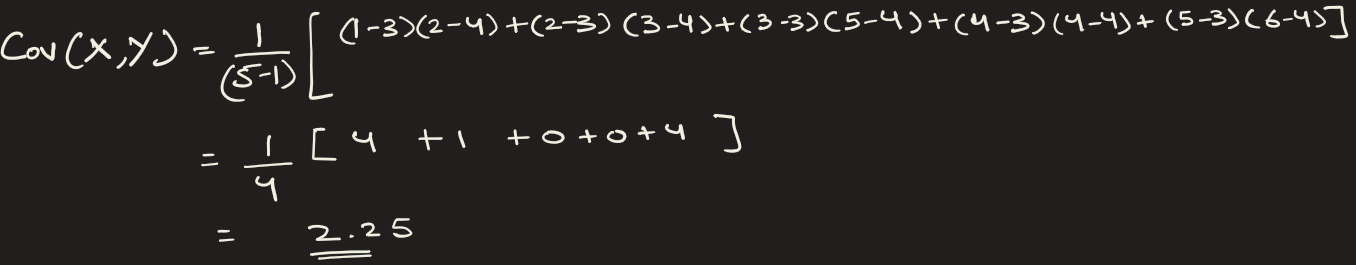 Cov(X,Y) = 1/(5-1) [ (1-3)(2-4)+(2-3)(3-4)+(3-3)(5-4)+(4-3)(4-4)+(5-3)(6-4)]
= 1/4 [ 4 +1 +0+0+4 ]
= 2.25